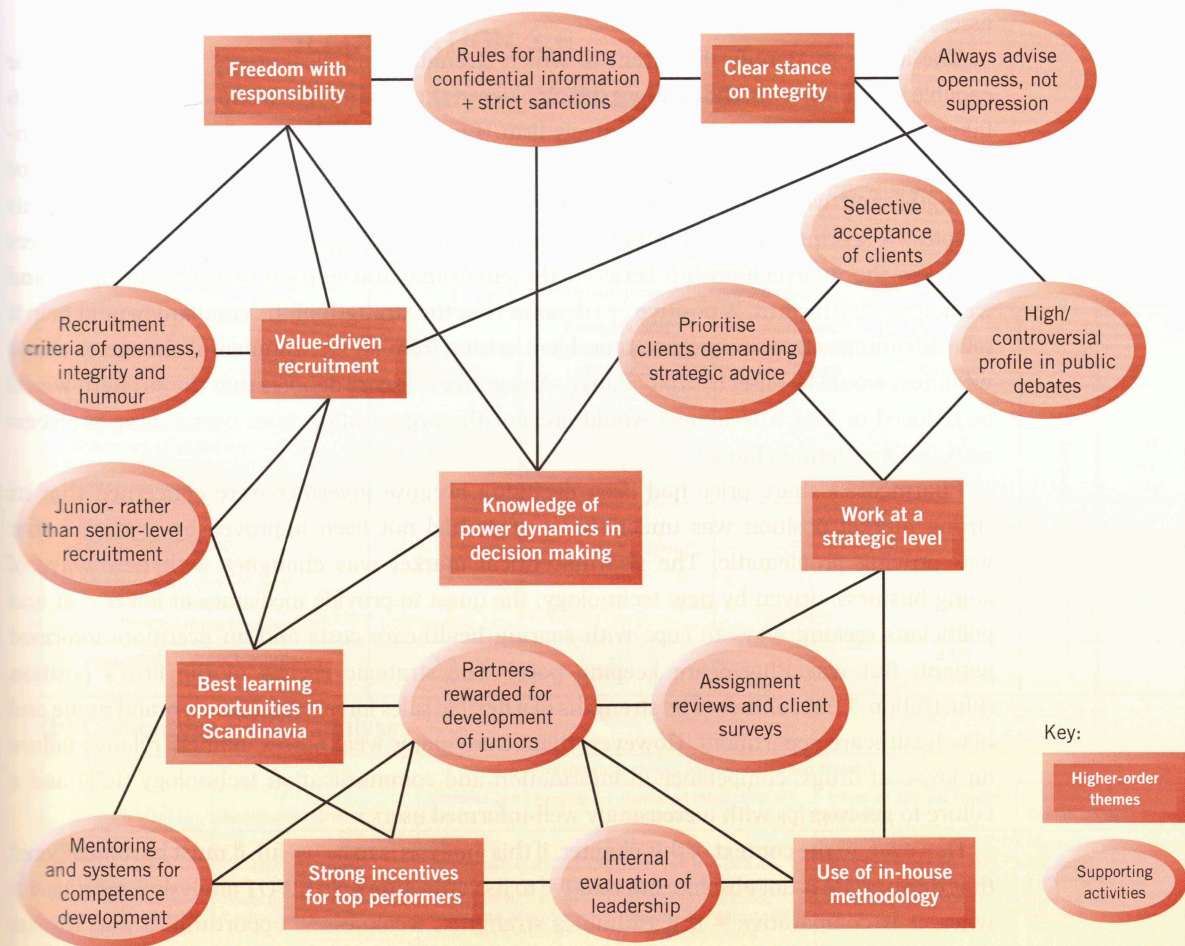 Freedom with
responsibility
Rules for handling
confidential information
+ strict sanctions
Clear stance
on integrity
Always advise
openness, not
suppression
Selective
acceptance
of clients
Recruitment
criteria of openness,
integrity and
humour
Value-driven
recruitment
Prioritise
clients demanding
strategic advice
High/
controversial
profile in public
debates
Junior- rather
than senior-level
recruitment
Knowledge of
power dynamics in
decision making
Work at a
strategic level
Best learning
opportunities in
Scandinavia
Partners
rewarded for
development
of juniors
Assignment
reviews and client
surveys
Key:
Higher-order
themes
Mentoring
and systems for
competence
development
Strong incentives
for top performers
Internal
evaluation of
leadership
Use of in-house
methodology
Supporting
activities